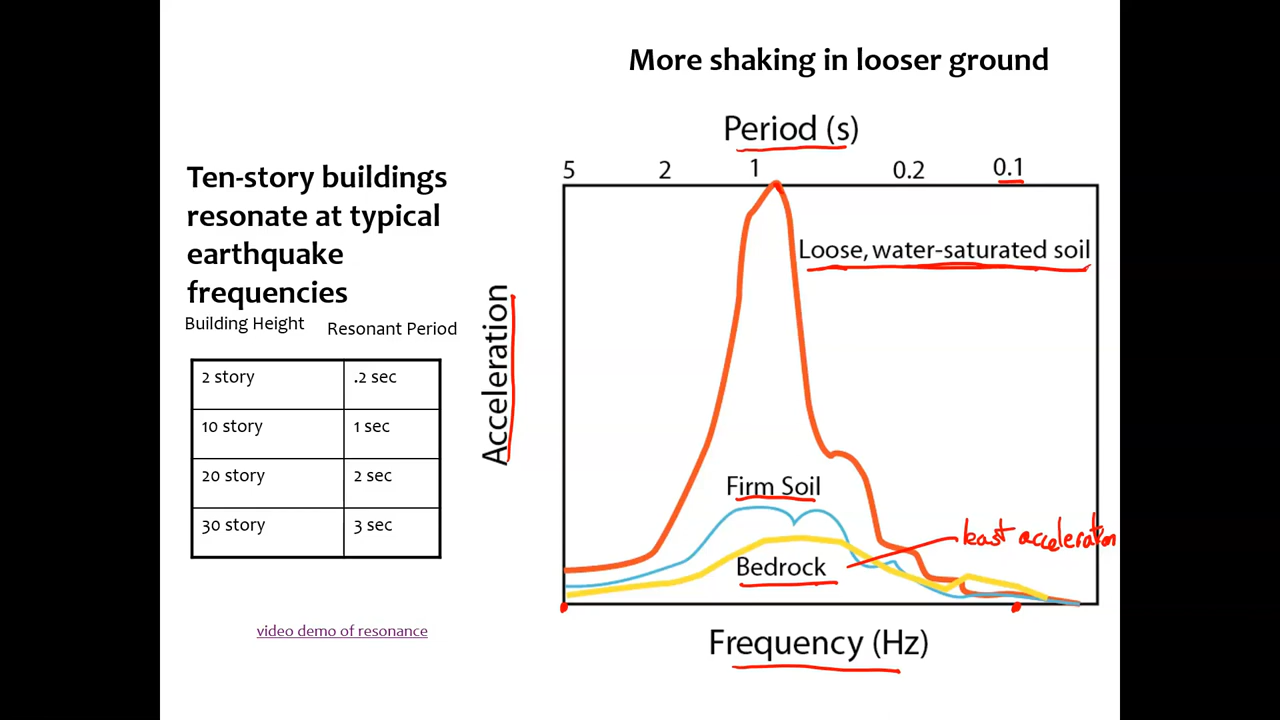 More shaking in looser ground
Ten-story buildings
resonate at typical
earthquake
frequencies
Building Height Resonant Period
2 story .2 sec
10 story 1 sec
20 story 2 sec
30 story 3 sec
video demo of resonance
Period (s)
5 2 1 0.2 0.1
Loose, water-saturated soil
Acceleration
Firm Soil
least acceleration
Bedrock
Frequency (Hz)